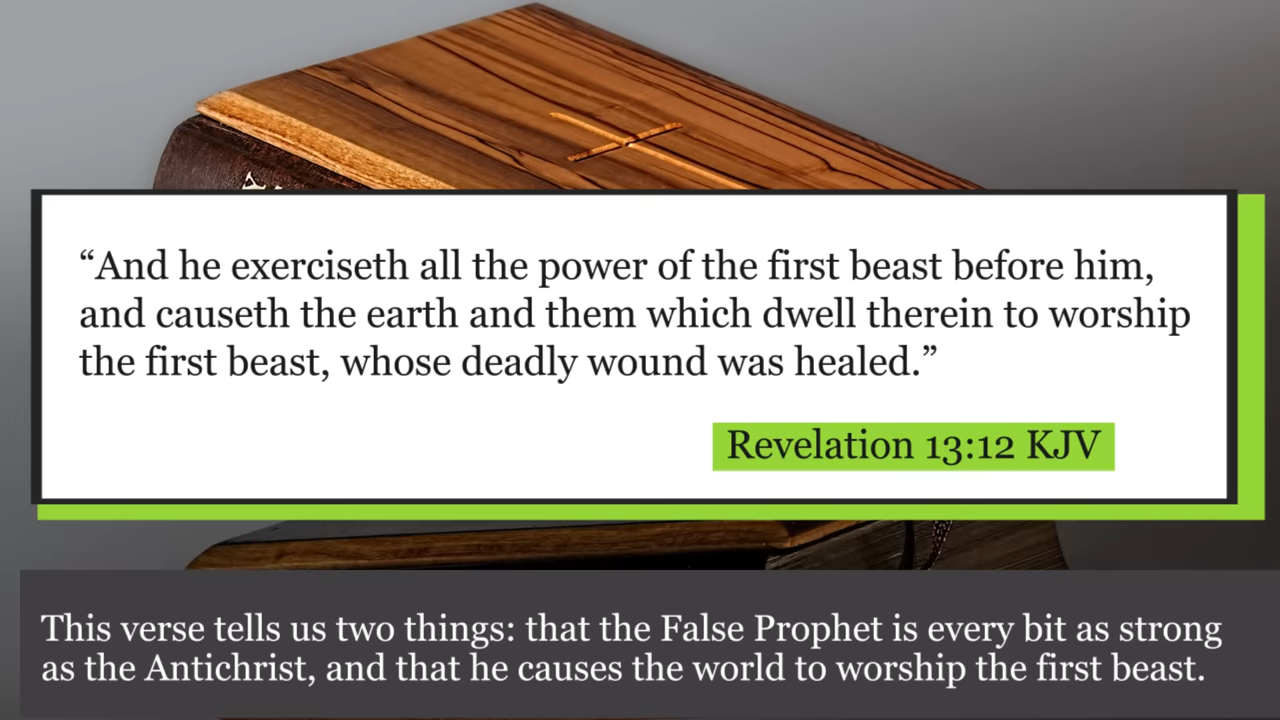 “And he exerciseth all the power of the first beast before him,
and causeth the earth and them which dwell therein to worship
the first beast, whose deadly wound was healed.”
Revelation 13:12 KJV
This verse tells us two things: that the False Prophet is every bit as strong
as the Antichrist, and that he causes the world to worship the first beast.